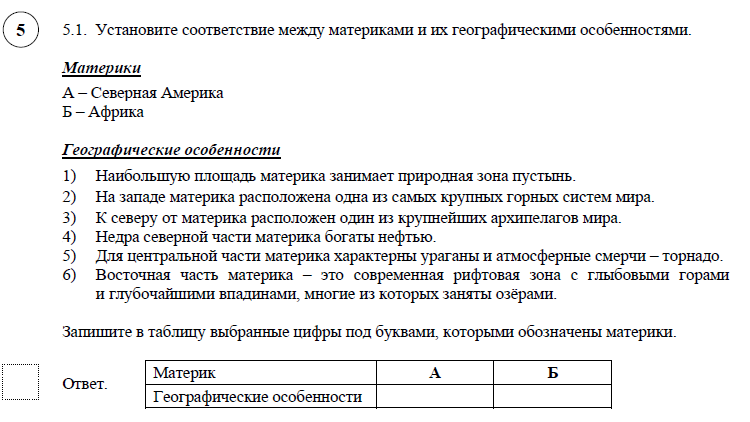 5 5.1. Установите соответствие между материками и их географическими особенностями.
Материки
А – Северная Америка
Б – Африка
Географические особенности
1) Наибольшую площадь материка занимает природная зона пустынь.
2) На западе материка расположена одна из самых крупных горных систем мира.
3) К северу от материка расположен один из крупнейших архипелагов мира.
4) Недра северной части материка богаты нефтью.
5) Для центральной части материка характерны ураганы и атмосферные смерчи – торнадо.
6) Восточная часть материка – это современная рифтовая зона с глыбовыми горами
и глубочайшими впадинами, многие из которых заняты озёрами.
Запишите в таблицу выбранные цифры под буквами, которыми обозначены материки.
Ответ.
Материк А Б
Географические особенности